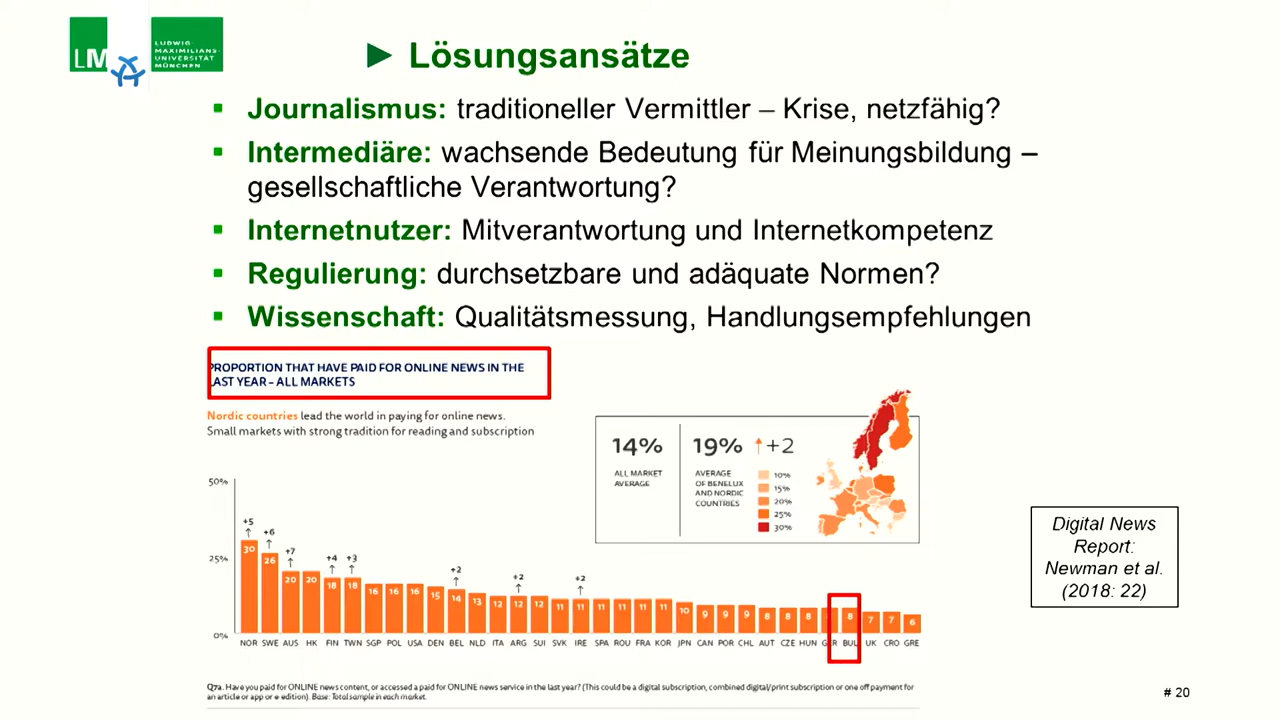 LMU
LUDWIG-
MAXIMILIANS-
UNIVERSITÄT
MÜNCHEN
► Lösungsansätze
▪ Journalismus: traditioneller Vermittler – Krise, netzfähig?
▪ Intermediäre: wachsende Bedeutung für Meinungsbildung –
gesellschaftliche Verantwortung?
▪ Internetnutzer: Mitverantwortung und Internetkompetenz
▪ Regulierung: durchsetzbare und adäquate Normen?
▪ Wissenschaft: Qualitätsmessung, Handlungsempfehlungen
PROPORTION THAT HAVE PAID FOR ONLINE NEWS IN THE
LAST YEAR – ALL MARKETS
Nordic countries lead the world in paying for online news.
Small markets with strong tradition for reading and subscription
14%
ALL MARKET
AVERAGE
19% ↑+2
AVERAGE
OF BENELUX
AND NORDIC
COUNTRIES
10%
15%
20%
25%
30%
50%
25%
0%
+5 +6 +7 +4 +3 +2 +2 +2
30 26 20 20 18 18 16 16 16 15 14 13 12 12 12 11 11 11 11 11 11 10 9 9 9 8 8 8 8 7 7 6
NOR SWE AUS HK FIN TWN SGP POL USA DEN BEL NLD ITA ARG SUI SVK IRE SPA ROU FRA KOR JPN CAN POR CHL AUT CZE HUN GER BUL UK CRO GRE
Digital News
Report:
Newman et al.
(2018: 22)
Q7a. Have you paid for ONLINE news content, or accessed a paid for ONLINE news service in the last year? (This could be a digital subscription, combined digital/print subscription or one off payment for
an article or app or e edition). Base: Total sample in each market.
# 20